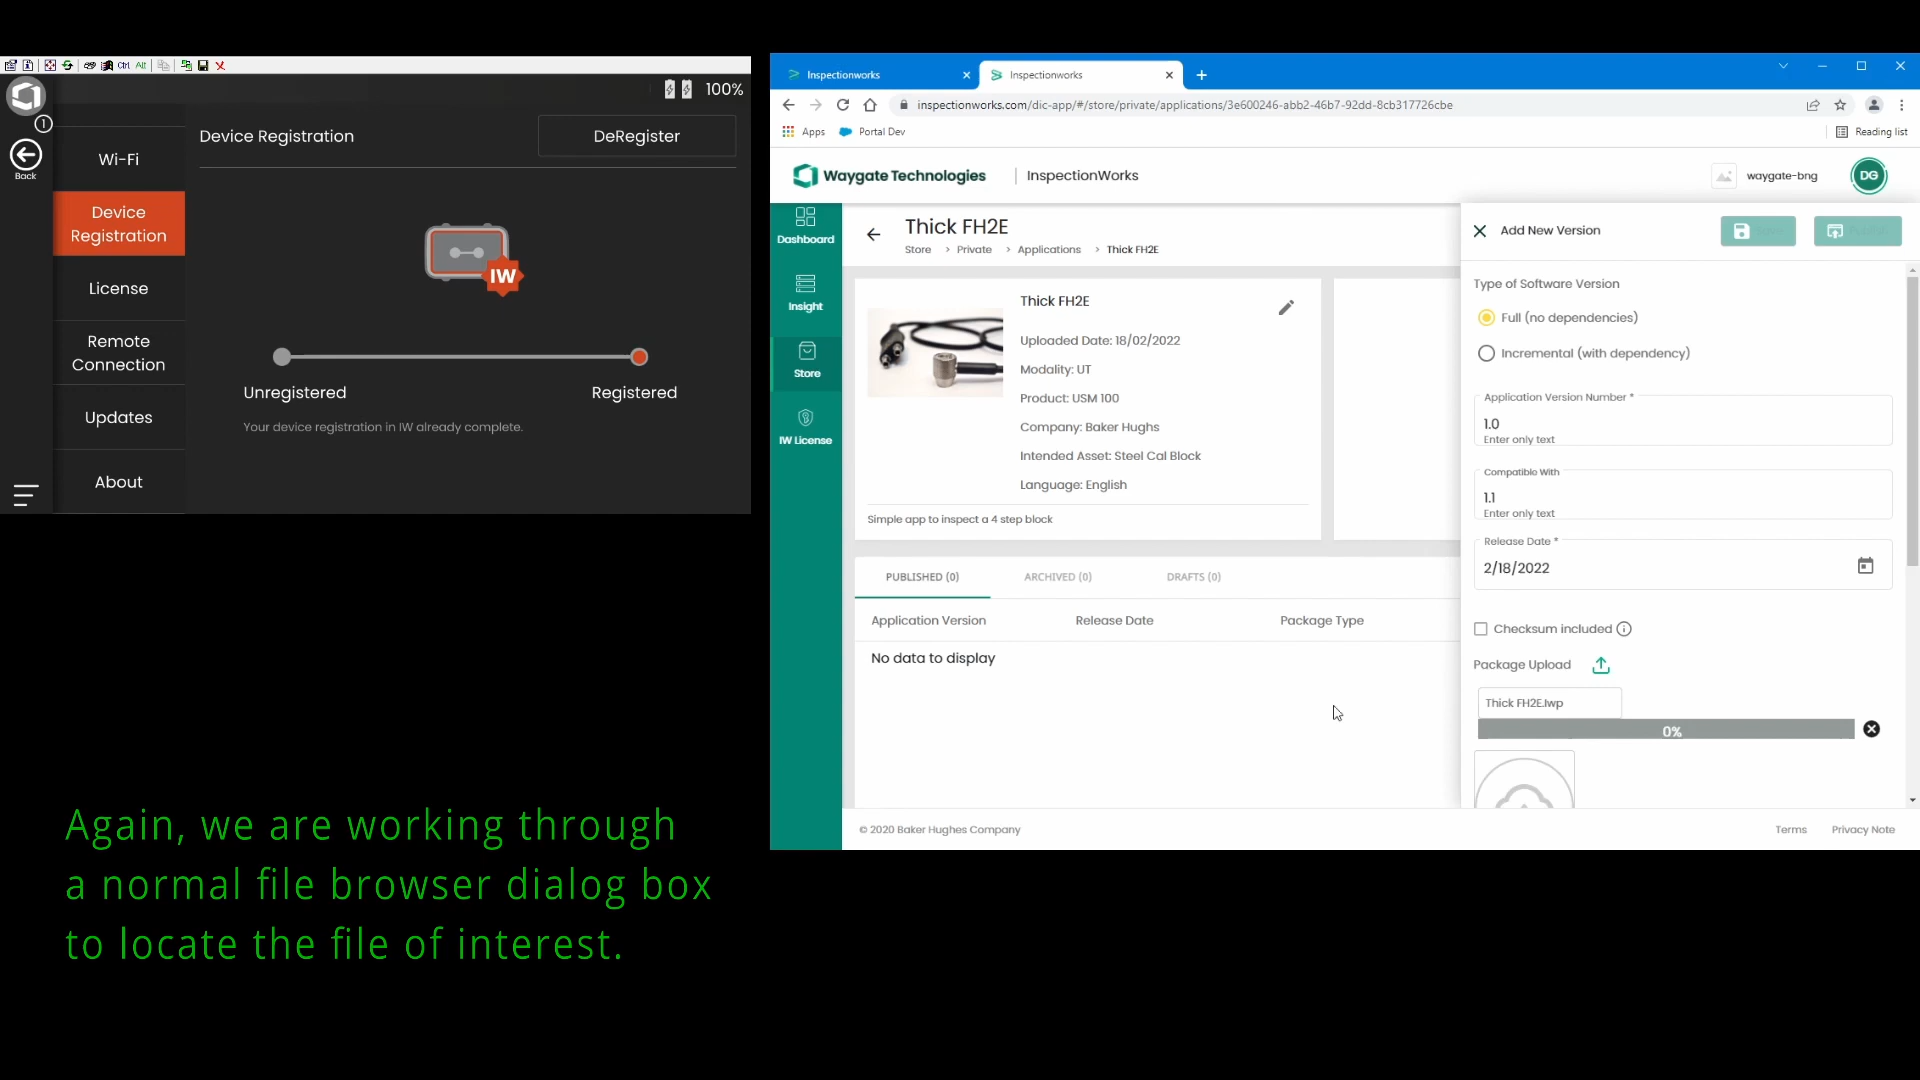 Ctrl Alt
100%
1
Back
Wi-Fi
Device
Registration
License
Remote
Connection
Updates
About
Device Registration
DeRegister
IW
Unregistered
Registered
Your device registration in IW already complete.
Again, we are working through
a normal file browser dialog box
to locate the file of interest.
Inspectionworks
Inspectionworks
inspectionworks.com/dic-app/#/store/private/applications/3e600246-abb2-46b7-92dd-8cb317726cbe
Apps
Portal Dev
Reading list
Waygate Technologies
InspectionWorks
waygate-bng
DG
Dashboard
Insight
Store
IW License
Thick FH2E
Store > Private > Applications > Thick FH2E
Thick FH2E
Uploaded Date: 18/02/2022
Modality: UT
Product: USM 100
Company: Baker Hughs
Intended Asset: Steel Cal Block
Language: English
Simple app to inspect a 4 step block
PUBLISHED (0)
ARCHIVED (0)
DRAFTS (0)
Application Version
Release Date
Package Type
No data to display
Add New Version
Type of Software Version
Full (no dependencies)
Incremental (with dependency)
Application Version Number *
1.0
Enter only text
Compatible With
1.1
Enter only text
Release Date *
2/18/2022
Checksum included
Package Upload
Thick FH2E.lwp
0%
© 2020 Baker Hughes Company
Terms
Privacy Note